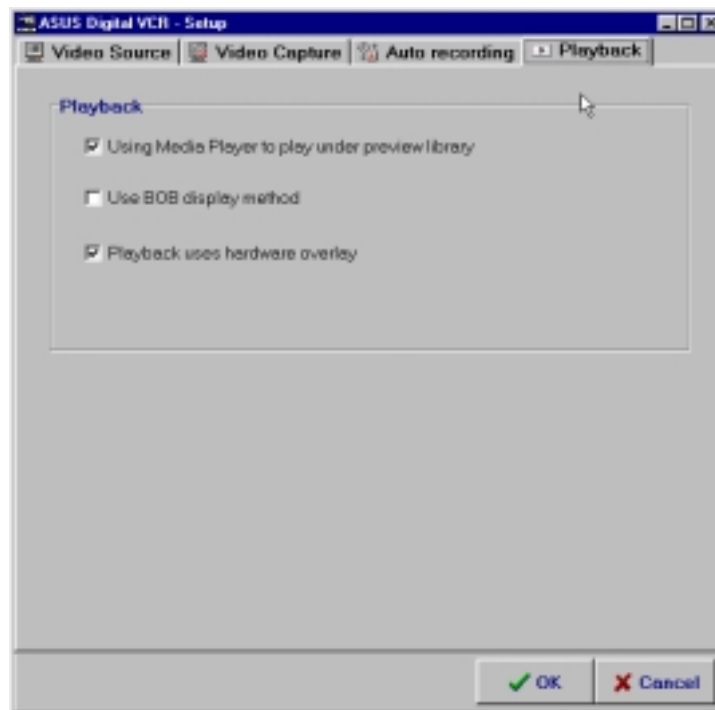 ASUS Digital VCR - Setup
Video Source Video Capture Auto recording Playback
Playback
Using Media Player to play under preview library
Use BOB display method
Playback uses hardware overlay
OK Cancel